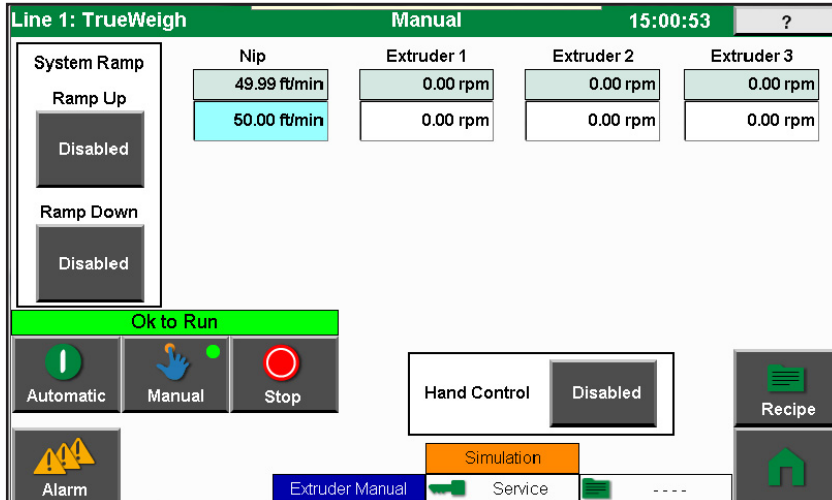 Line 1: TrueWeigh Manual 15:00:53 ?
System Ramp
Ramp Up
Disabled
Ramp Down
Disabled
Nip Extruder 1 Extruder 2 Extruder 3
49.99 ft/min 0.00 rpm 0.00 rpm 0.00 rpm
50.00 ft/min 0.00 rpm 0.00 rpm 0.00 rpm
Ok to Run
Automatic Manual Stop
Hand Control Disabled
Recipe
Alarm
Simulation
Extruder Manual Service ----